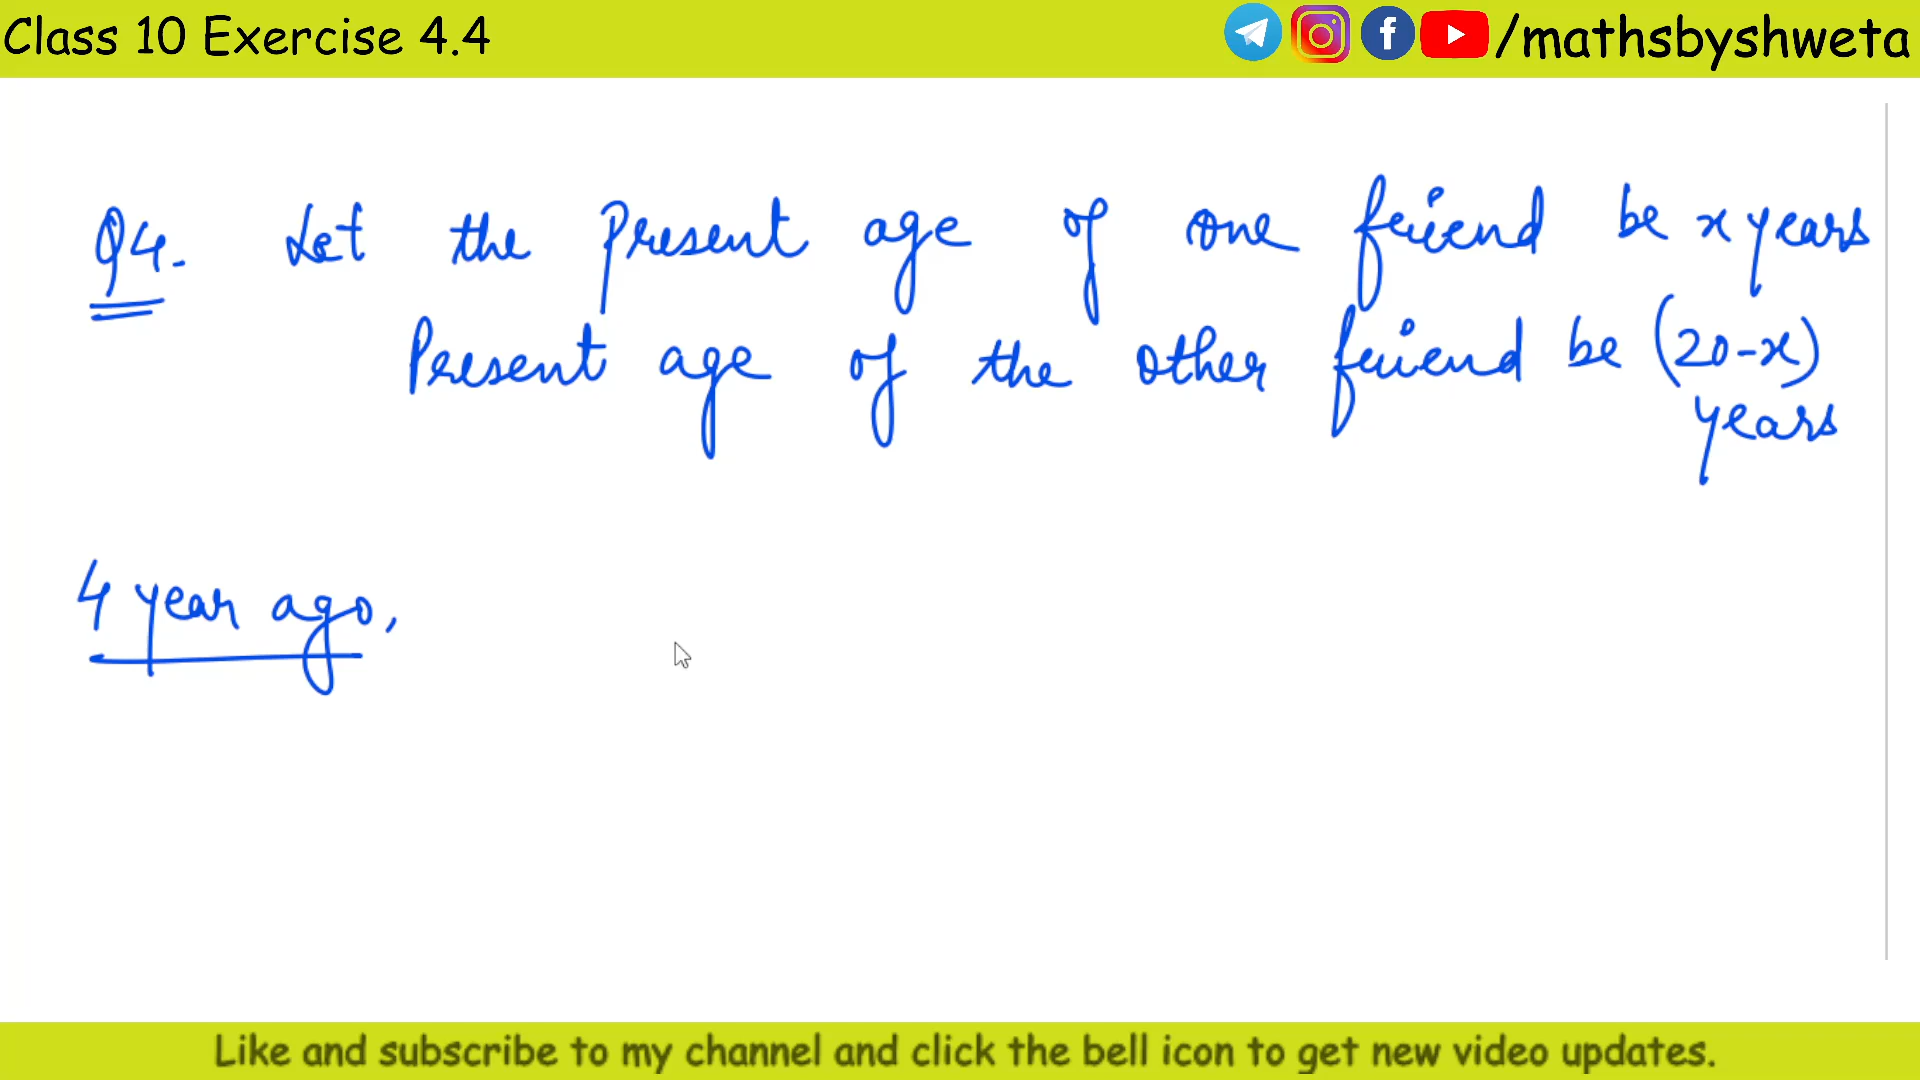 Class 10 Exercise 4.4
/mathsbyshweta
Q4. Let the Present age of one friend be x years
Present age of the other friend be (20-x)
years
4 year ago,
Like and subscribe to my channel and click the bell icon to get new video updates.